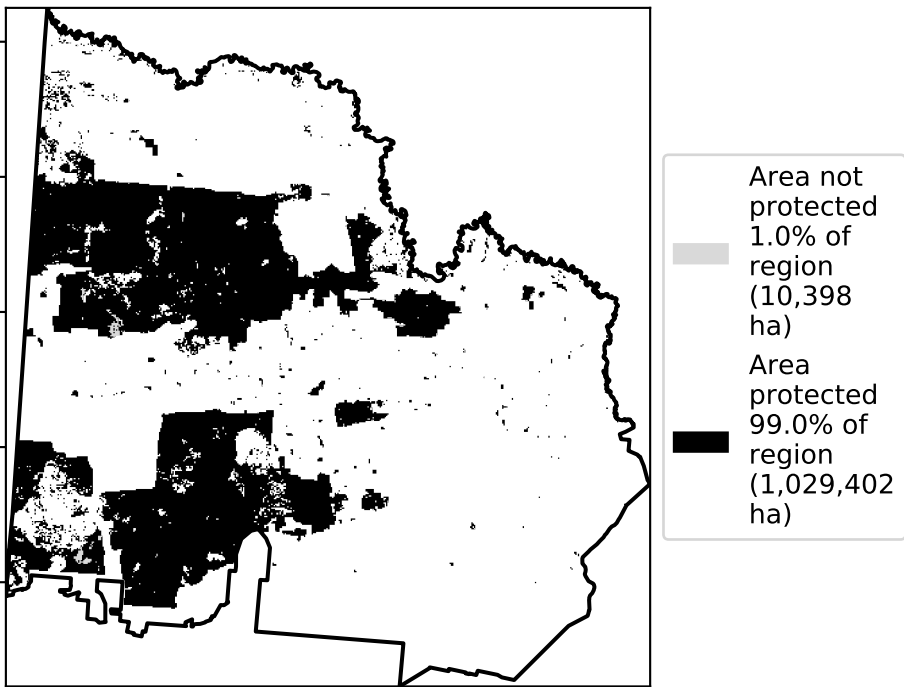 Area not
protected
1.0% of
region
(10,398
ha)
Area
protected
99.0% of
region
(1,029,402
ha)